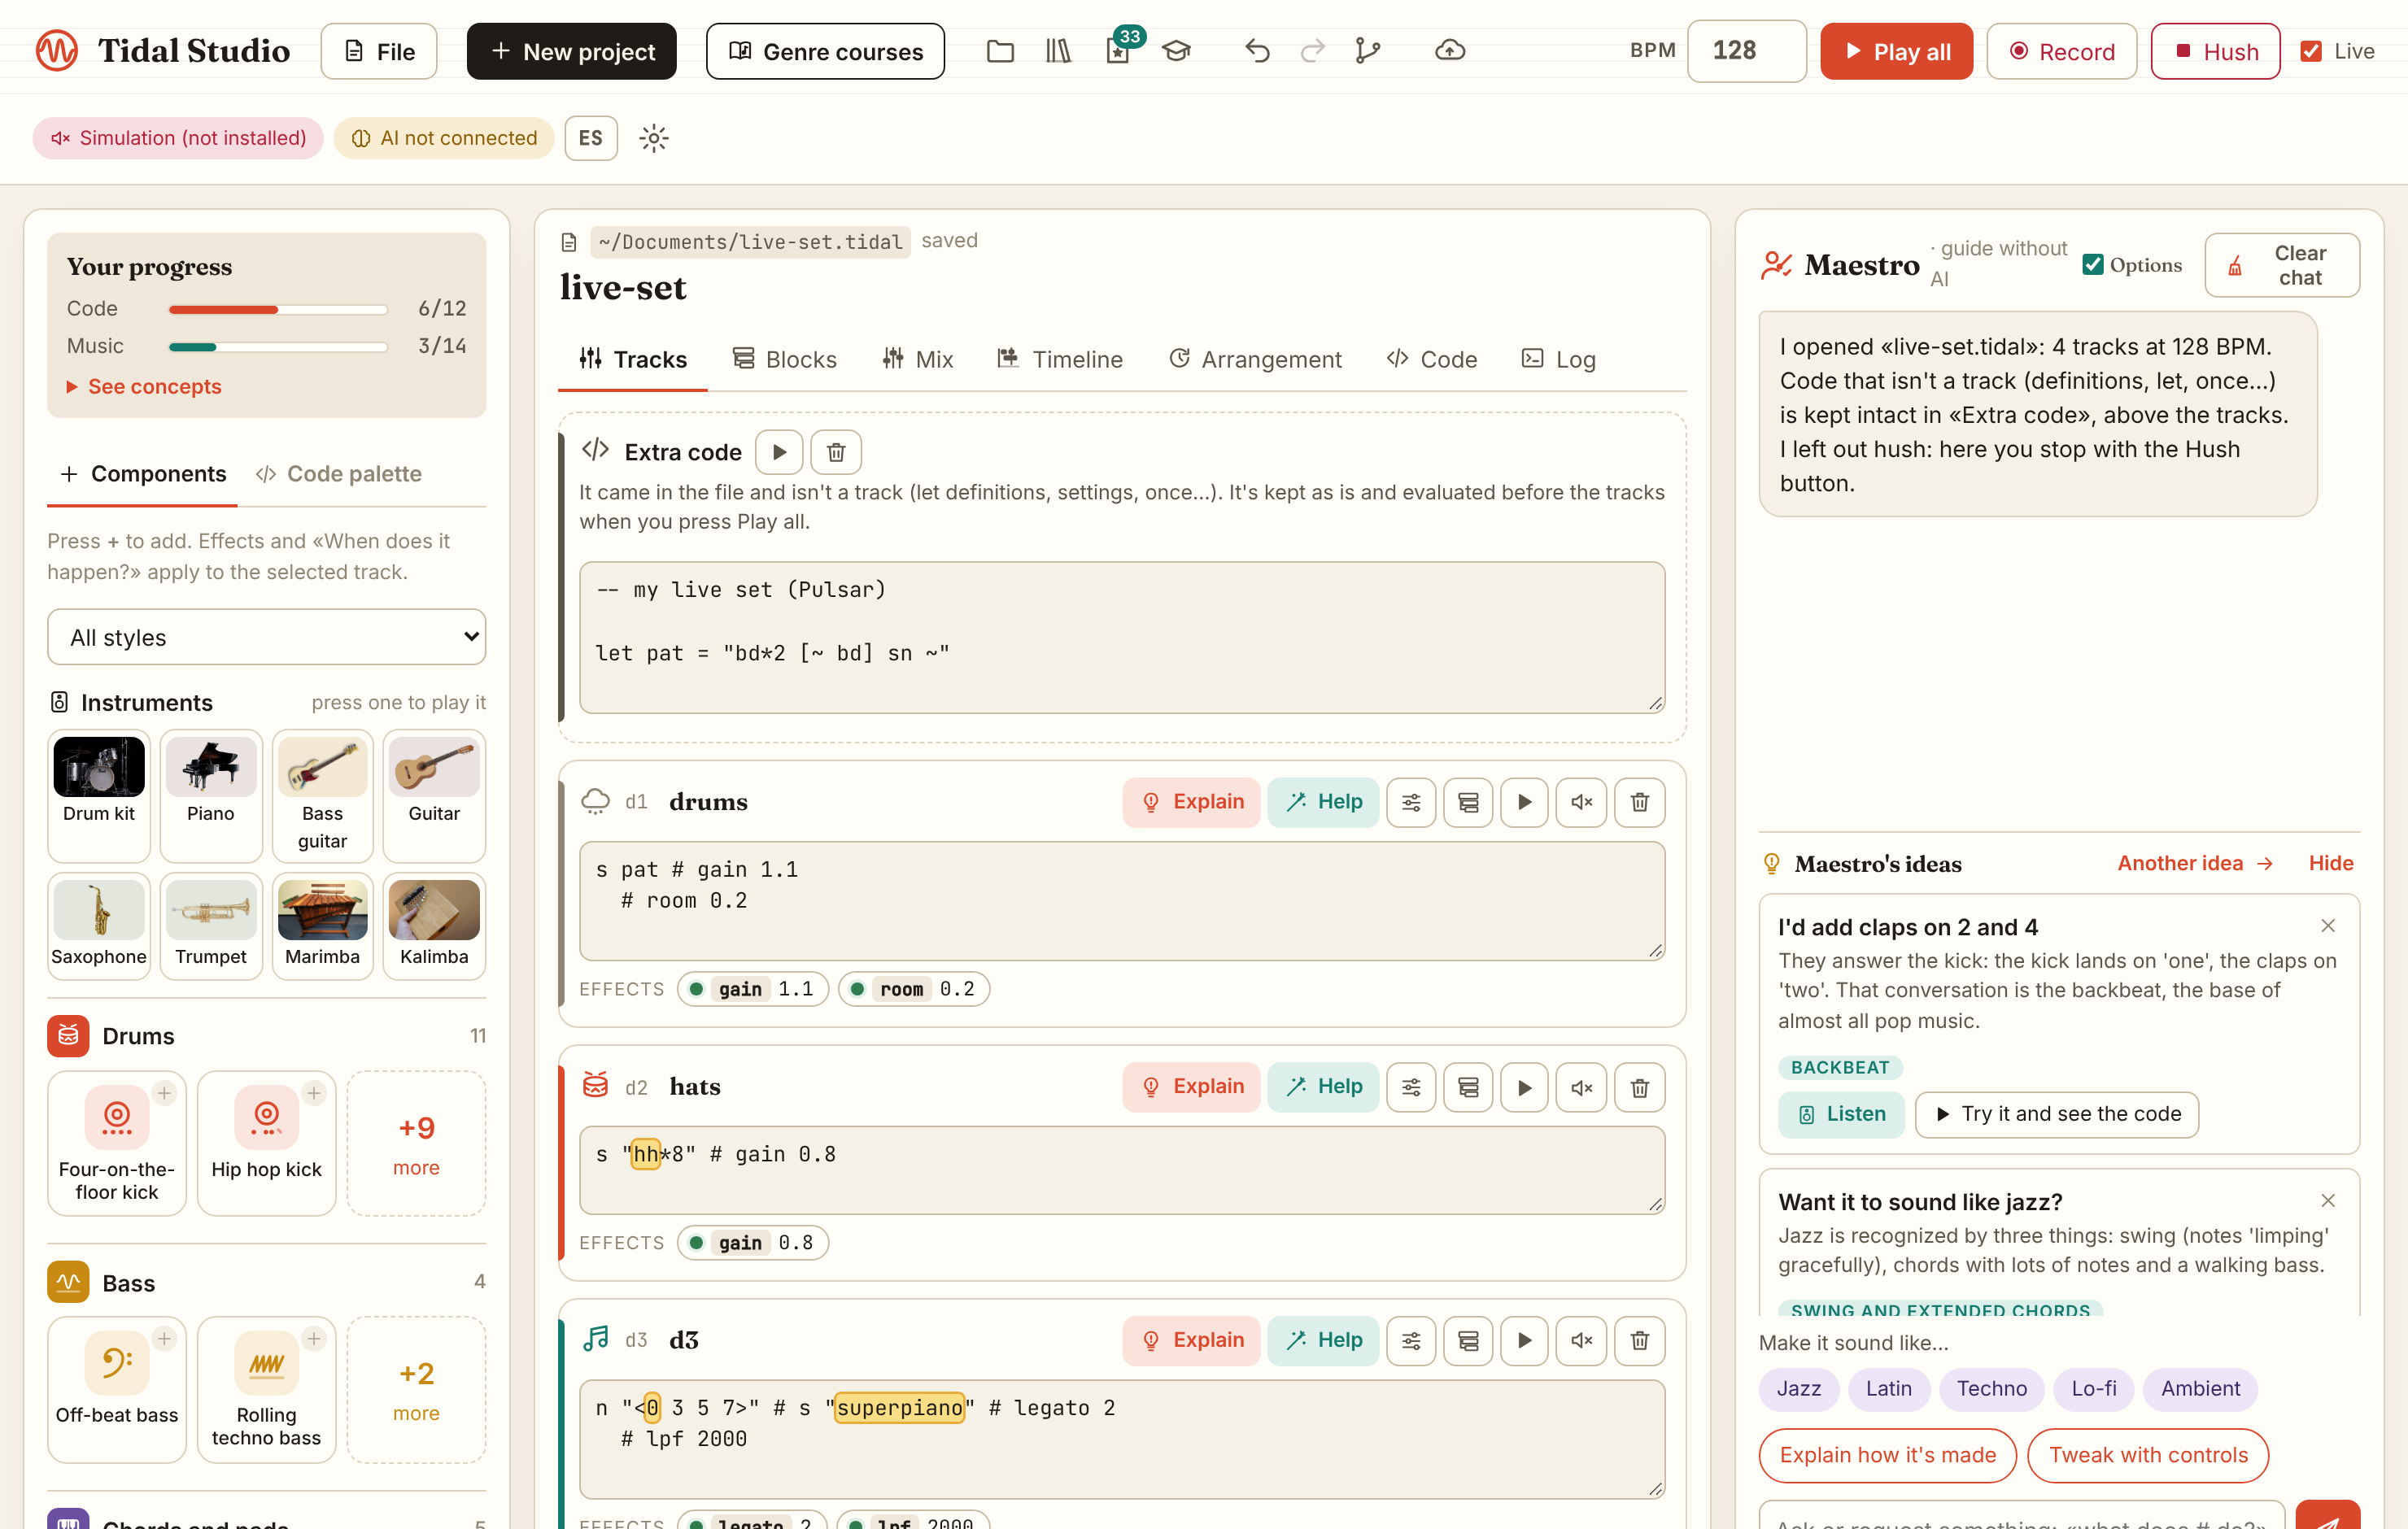 Tidal Studio
File
New project
Genre courses
33
BPM
128
Play all
Record
Hush
Live
Simulation (not installed)
AI not connected
ES
Your progress
Code 6/12
Music 3/14
See concepts
Components
Code palette
Press + to add. Effects and «When does it
happen?» apply to the selected track.
All styles
Instruments
press one to play it
Drum kit
Piano
Bass
guitar
Guitar
Saxophone
Trumpet
Marimba
Kalimba
Drums
11
Four-on-the-
floor kick
Hip hop kick
+9
more
Bass
4
Off-beat bass
Rolling
techno bass
+2
more
~/Documents/live-set.tidal
saved
live-set
Tracks
Blocks
Mix
Timeline
Arrangement
Code
Log
Extra code
It came in the file and isn't a track (let definitions, settings, once...). It's kept as is and evaluated before the tracks
when you press Play all.
-- my live set (Pulsar)
let pat = "bd*2 [~ bd] sn ~"
d1 drums
Explain
Help
s pat # gain 1.1
# room 0.2
EFFECTS gain 1.1 room 0.2
d2 hats
Explain
Help
s "hh*8" # gain 0.8
EFFECTS gain 0.8
d3 d3
Explain
Help
n "<0 3 5 7>" # s "superpiano" # legato 2
# lpf 2000
EFFECTS legato 2 lpf 2000
Maestro
· guide without
AI
Options
Clear
chat
I opened «live-set.tidal»: 4 tracks at 128 BPM.
Code that isn't a track (definitions, let, once...)
is kept intact in «Extra code», above the tracks.
I left out hush: here you stop with the Hush
button.
Maestro's ideas
Another idea →
Hide
I'd add claps on 2 and 4
They answer the kick: the kick lands on 'one', the claps on
'two'. That conversation is the backbeat, the base of
almost all pop music.
BACKBEAT
Listen
Try it and see the code
Want it to sound like jazz?
Jazz is recognized by three things: swing (notes 'limping'
gracefully), chords with lots of notes and a walking bass.
SWING AND EXTENDED CHORDS
Make it sound like...
Jazz
Latin
Techno
Lo-fi
Ambient
Explain how it's made
Tweak with controls